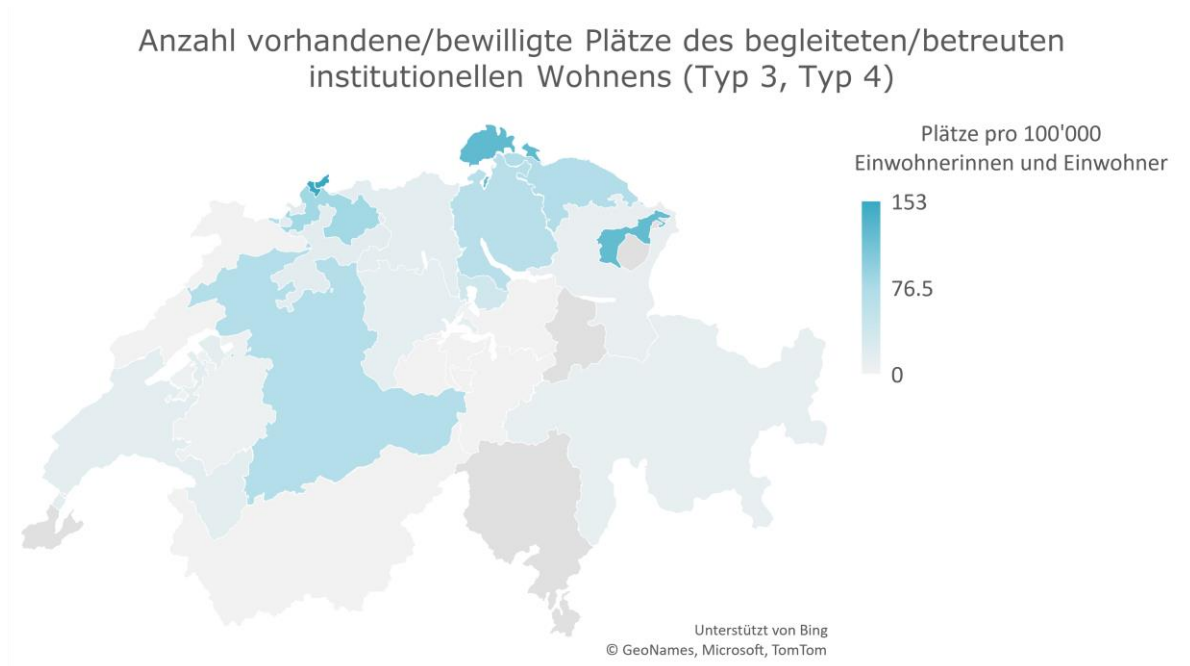 Anzahl vorhandene/bewilligte Plätze des begleiteten/betreuten
institutionellen Wohnens (Typ 3, Typ 4)
Plätze pro 100'000
Einwohnerinnen und Einwohner
153
76.5
0
Unterstützt von Bing
© GeoNames, Microsoft, TomTom